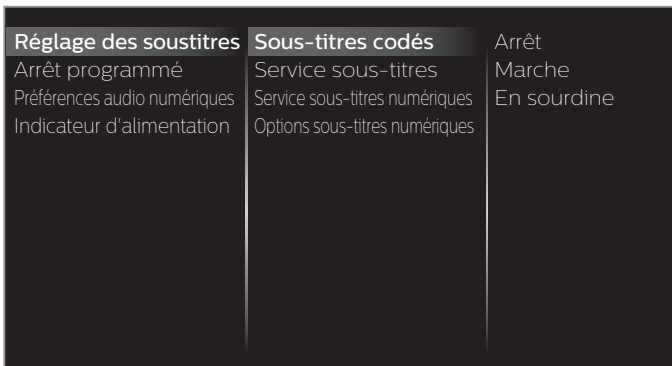 Réglage des soustitres
Arrêt programmé
Préférences audio numériques
Indicateur d'alimentation
Sous-titres codés
Service sous-titres
Service sous-titres numériques
Options sous-titres numériques
Arrêt
Marche
En sourdine